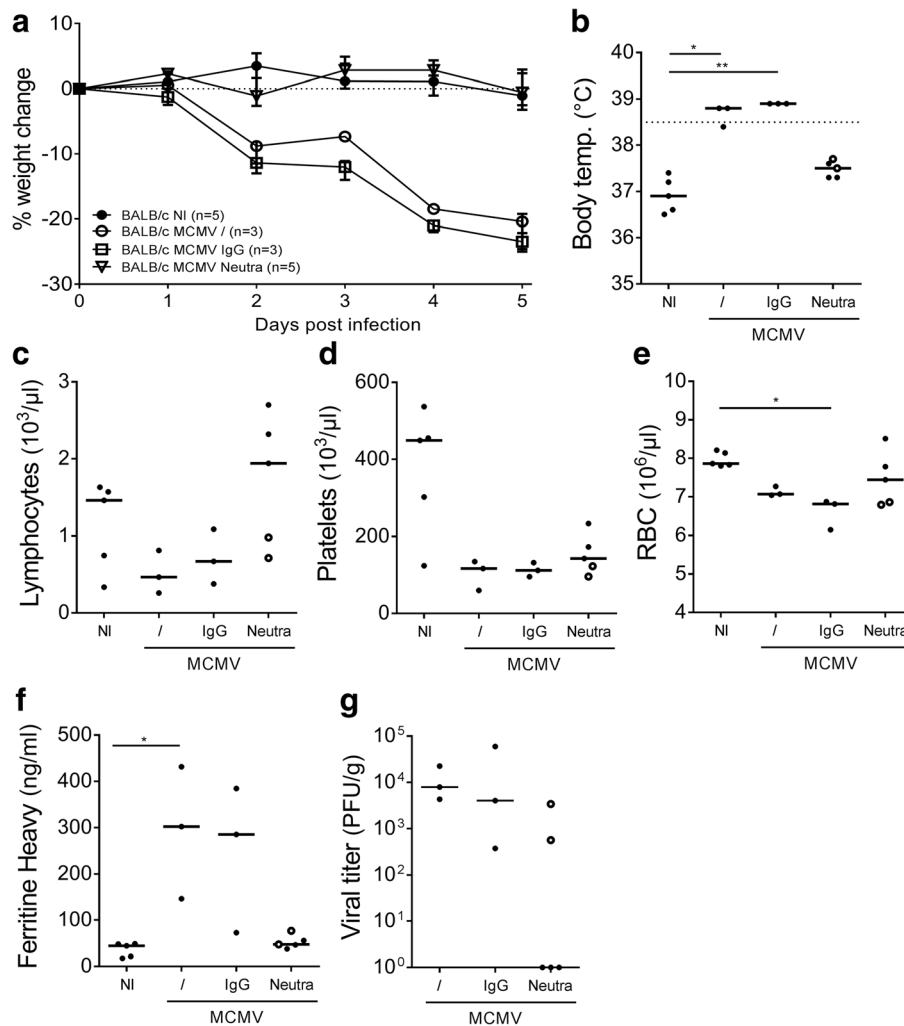 a
% weight change
10
0
-10
-20
-30
0 1 2 3 4 5
Days post infection
BALB/c NI (n=5)
BALB/c MCMV / (n=3)
BALB/c MCMV IgG (n=3)
BALB/c MCMV Neutra (n=5)
b
Body temp. (°C)
40
39
38
37
36
35
*
**
NI / IgG Neutra
MCMV
c
Lymphocytes (10³/µl)
3
2
1
0
NI / IgG Neutra
MCMV
d
Platelets (10³/µl)
600
400
200
0
NI / IgG Neutra
MCMV
e
RBC (10⁶/µl)
10
9
8
7
6
5
4
*
NI / IgG Neutra
MCMV
f
Ferritine Heavy (ng/ml)
500
400
300
200
100
0
*
NI / IgG Neutra
MCMV
g
Viral titer (PFU/g)
10⁵
10⁴
10³
10²
10¹
10⁰
/ IgG Neutra
MCMV